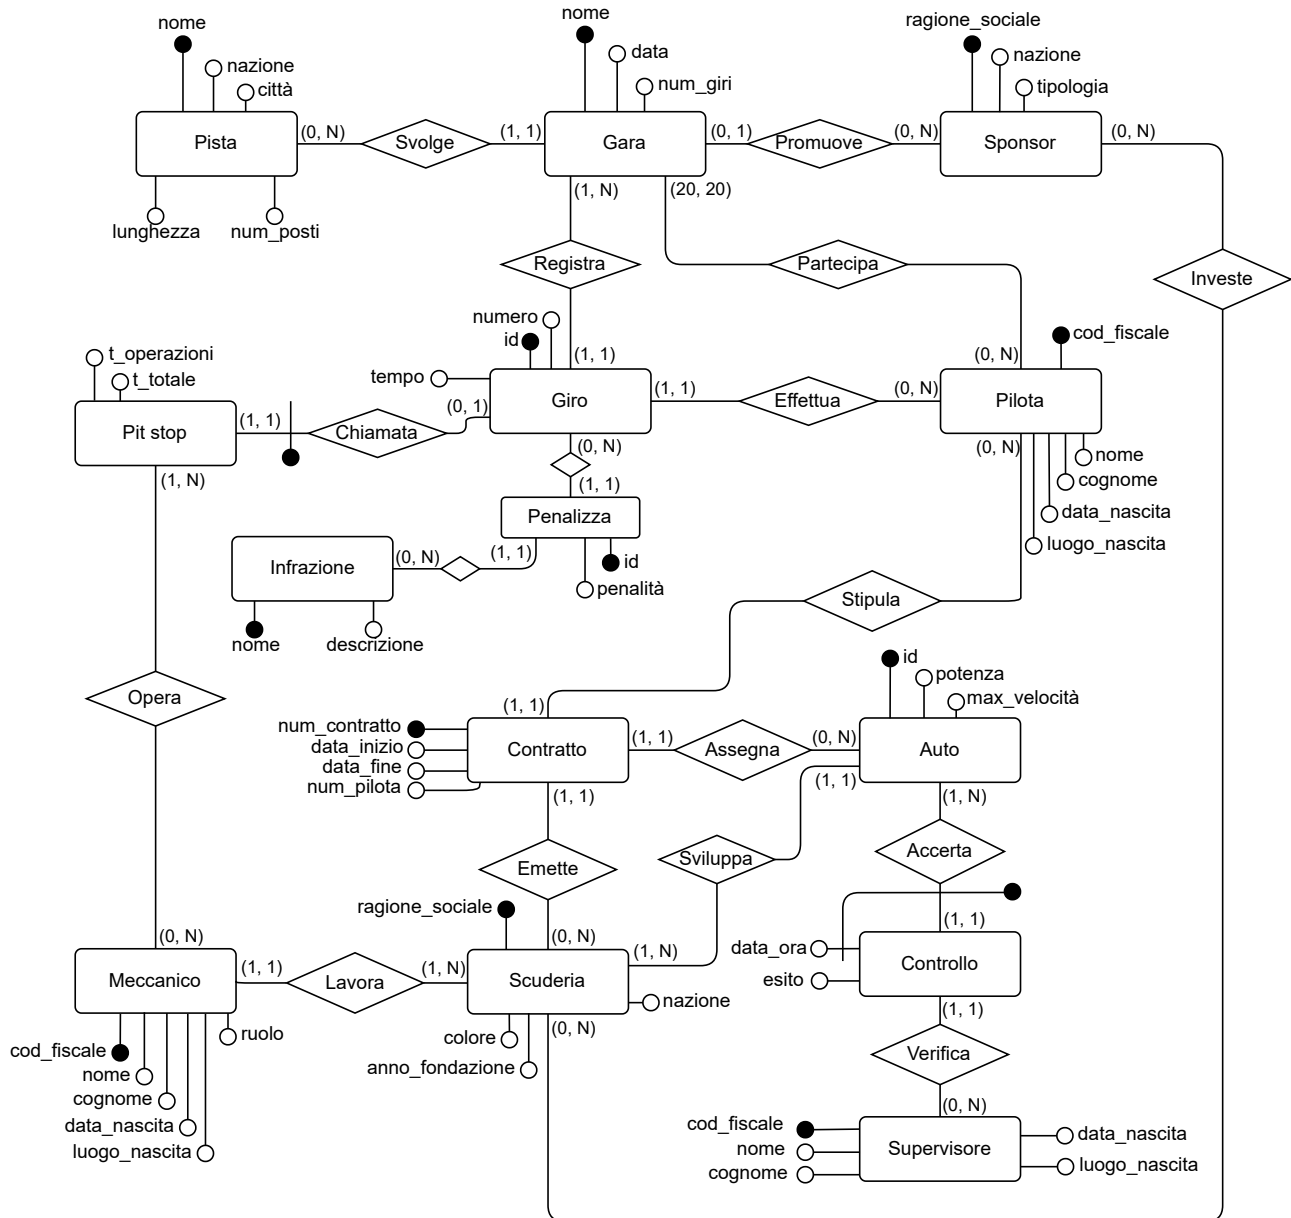 nome
nazione
città
Pista
(0, N)
lunghezza
num_posti
Svolge
(1, 1)
nome
data
num_giri
Gara
(0, 1)
(1, N)
(20, 20)
Promuove
(0, N)
ragione_sociale
nazione
tipologia
Sponsor
(0, N)
Registra
Partecipa
Investe
numero
id
tempo
(1, 1)
Giro
(1, 1)
(0, 1)
(0, N)
Effettua
(0, N)
(0, N)
cod_fiscale
Pilota
(0, N)
nome
cognome
data_nascita
luogo_nascita
t_operazioni
t_totale
Pit stop
(1, 1)
(1, N)
Chiamata
(1, 1)
Penalizza
(1, 1)
id
penalità
Infrazione
(0, N)
nome
descrizione
Stipula
Opera
id
potenza
max_velocità
(1, 1)
num_contratto
data_inizio
data_fine
num_pilota
Contratto
(1, 1)
(1, 1)
Assegna
(0, N)
Auto
(1, 1)
(1, N)
Emette
Sviluppa
Accerta
ragione_sociale
(0, N)
(0, N)
(1, N)
(1, 1)
data_ora
esito
Controllo
(1, 1)
Meccanico
(1, 1)
Lavora
(1, N)
Scuderia
nazione
colore
anno_fondazione
(0, N)
ruolo
cod_fiscale
nome
cognome
data_nascita
luogo_nascita
Verifica
(0, N)
cod_fiscale
nome
cognome
Supervisore
data_nascita
luogo_nascita